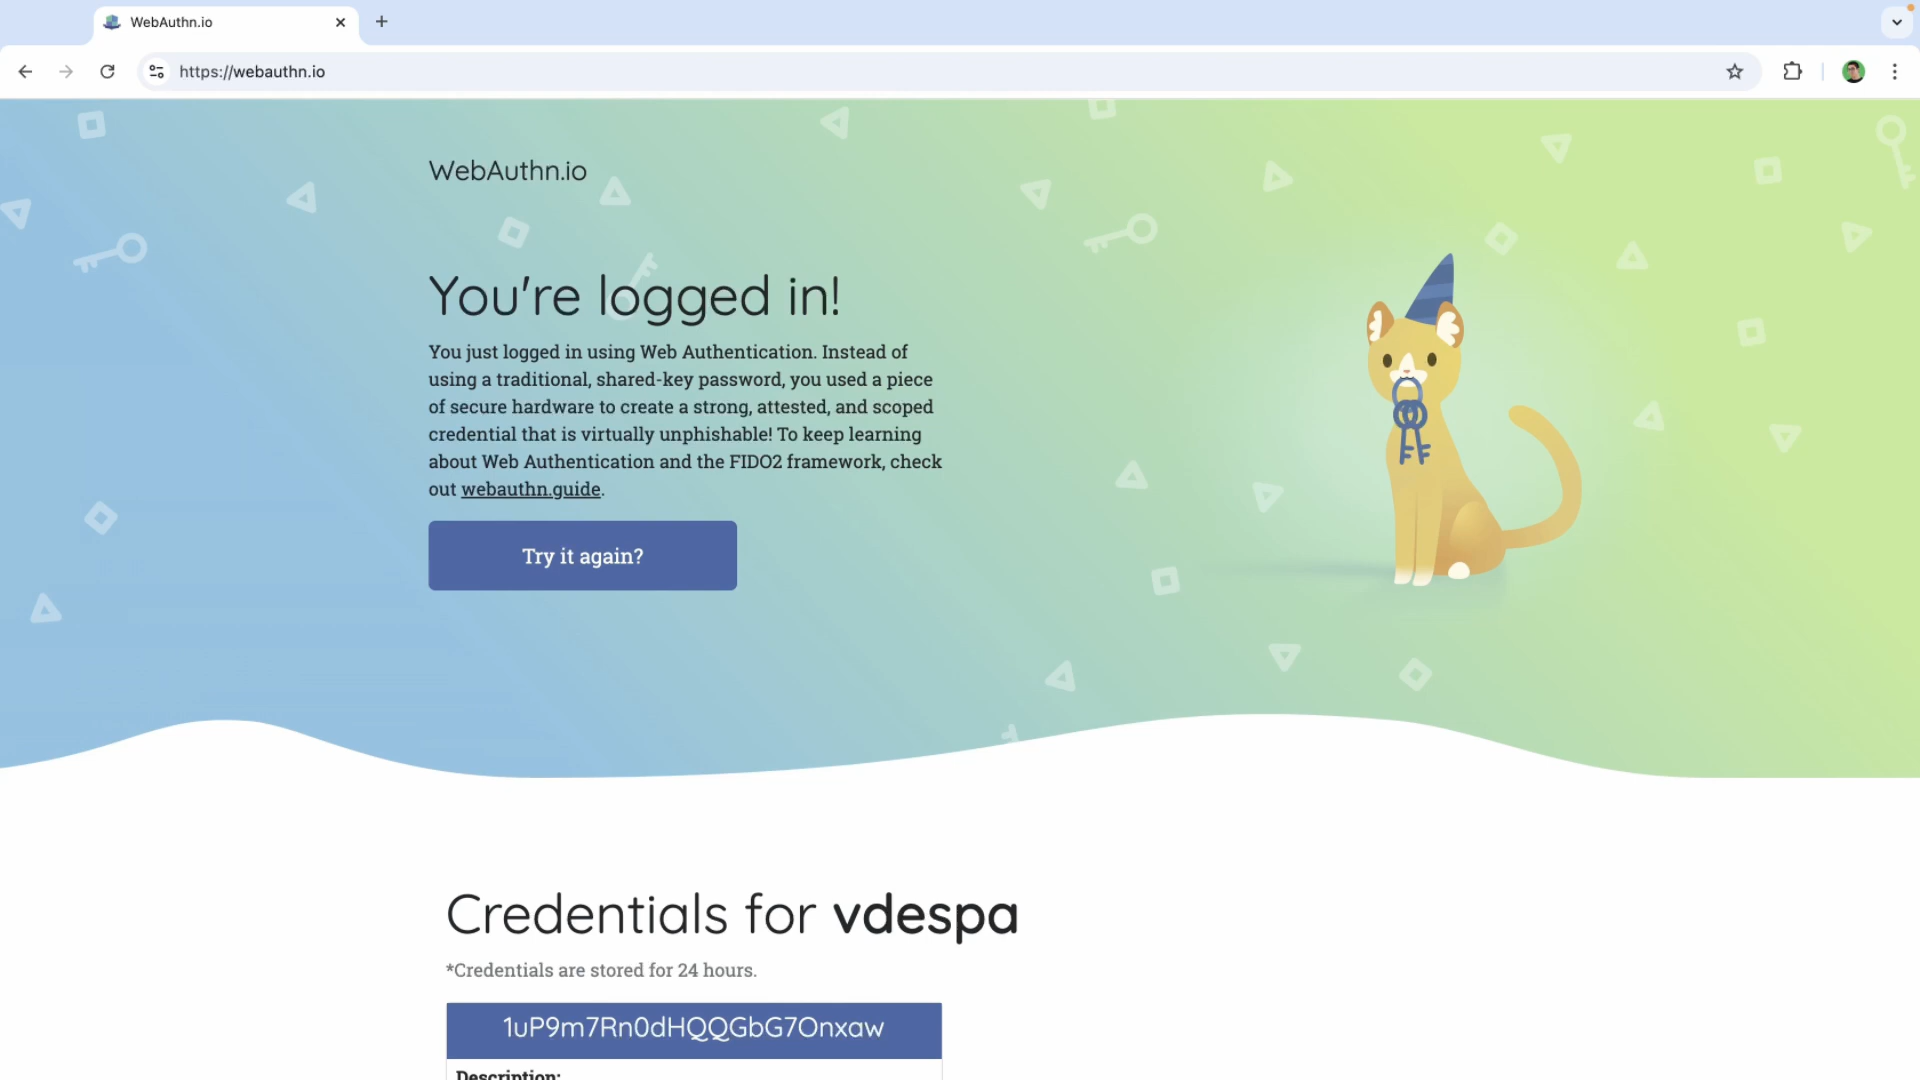 WebAuthn.io
https://webauthn.io
WebAuthn.io
You're logged in!
You just logged in using Web Authentication. Instead of
using a traditional, shared-key password, you used a piece
of secure hardware to create a strong, attested, and scoped
credential that is virtually unphishable! To keep learning
about Web Authentication and the FIDO2 framework, check
out webauthn.guide.
Try it again?
Credentials for vdespa
*Credentials are stored for 24 hours.
1uP9m7Rn0dHQQGbG7Onxaw
Description: